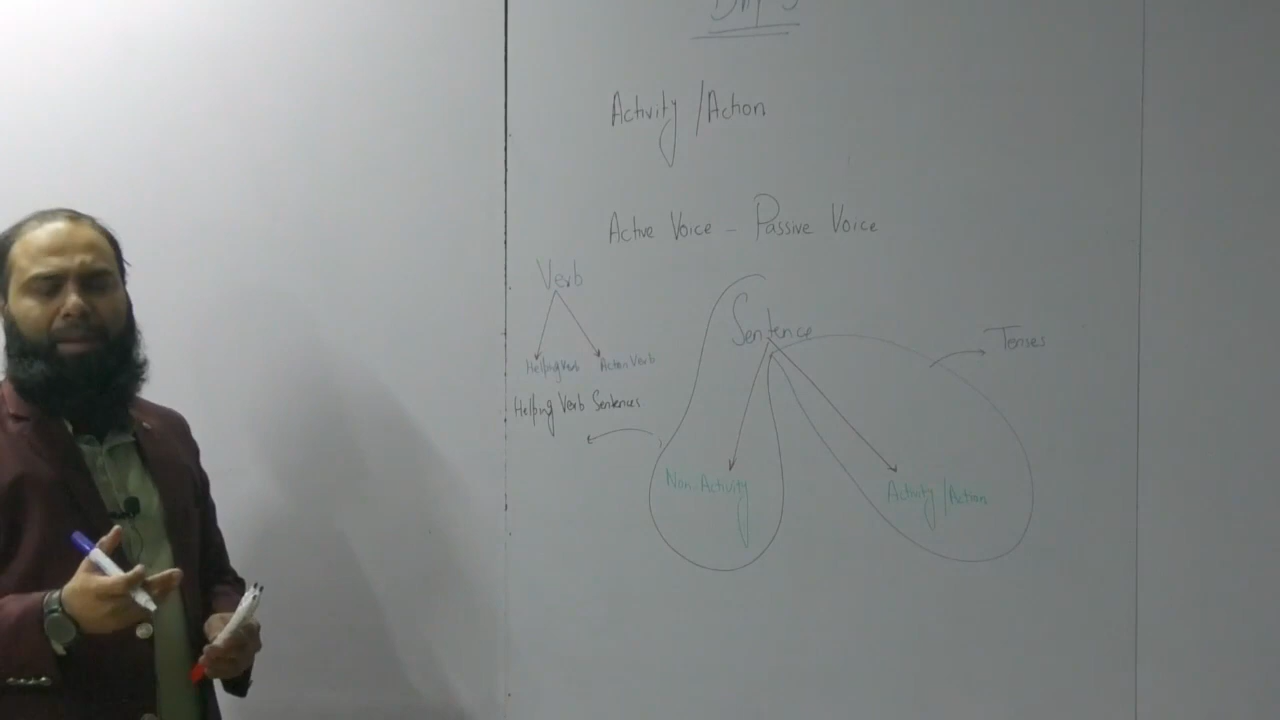 Activity / Action
Active Voice - Passive Voice
Verb
Helping Verb
Action Verb
Helping Verb Sentences
Sentence
Tenses
Non-Activity
Activity / Action